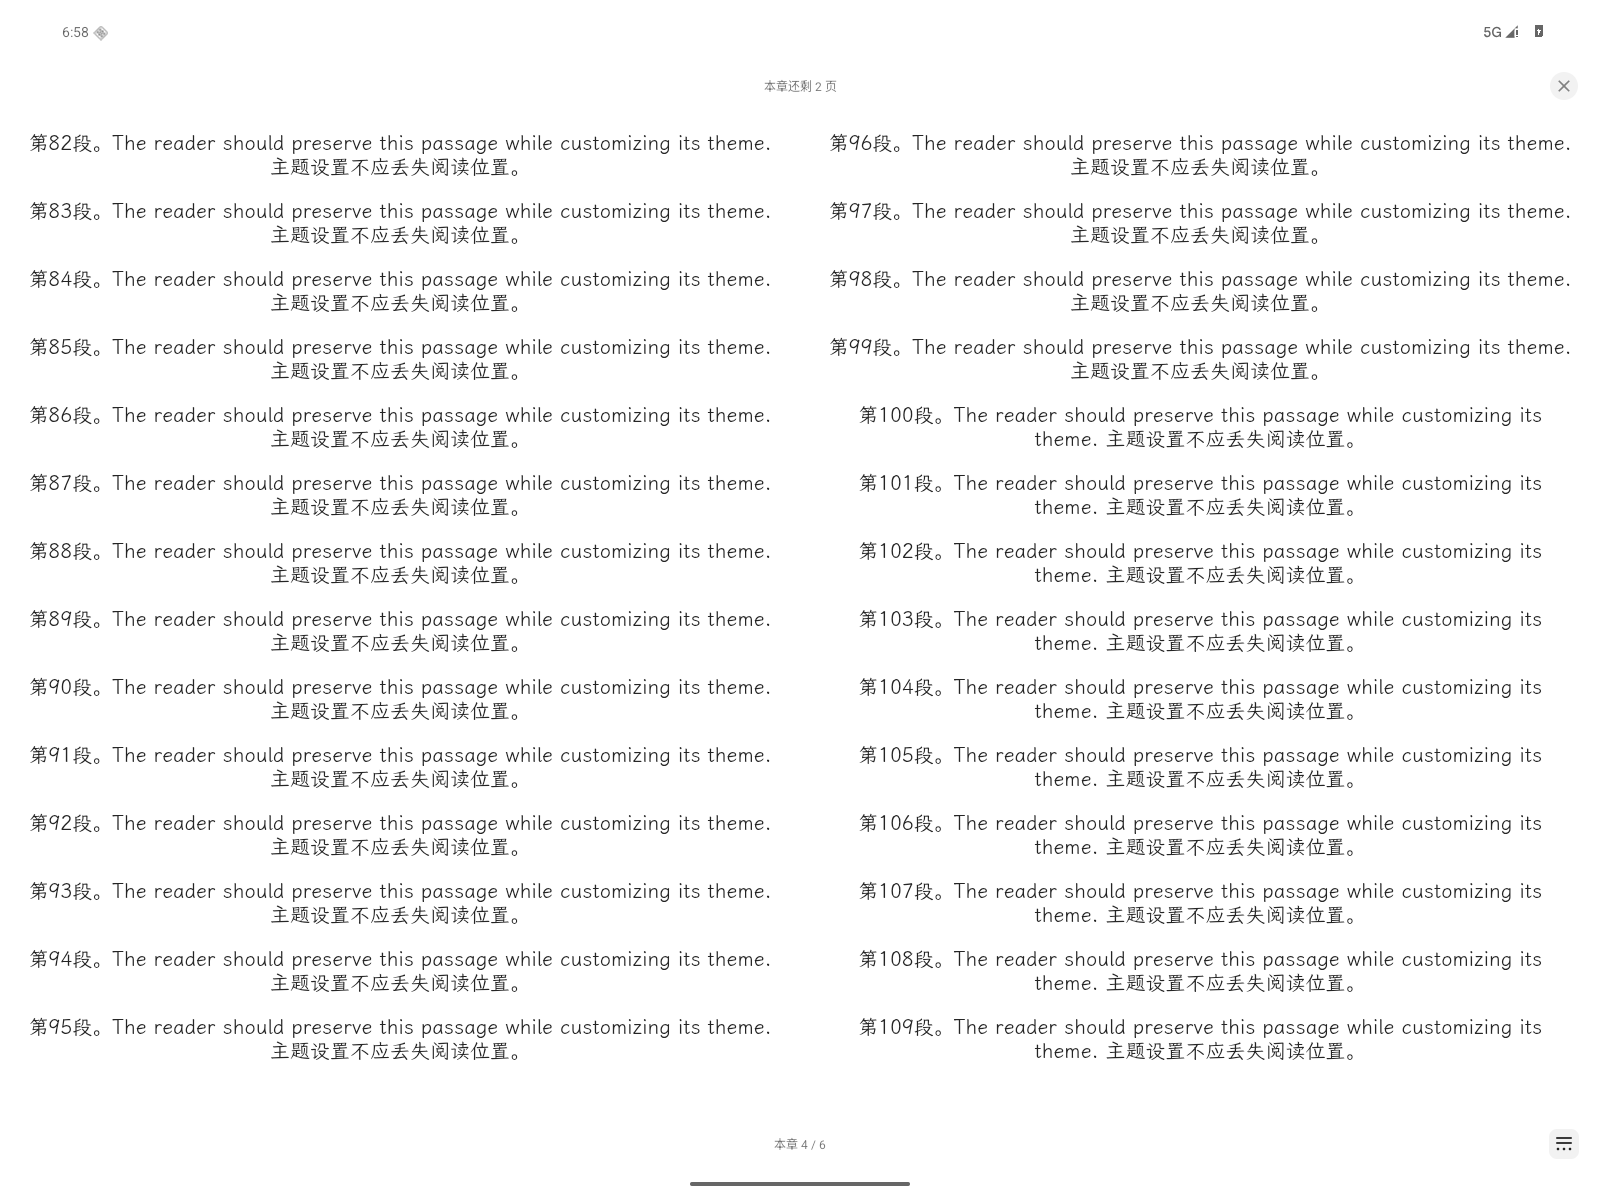 6:58
5G
本章还剩 2 页
第82段。The reader should preserve this passage while customizing its theme.
主题设置不应丢失阅读位置。
第83段。The reader should preserve this passage while customizing its theme.
主题设置不应丢失阅读位置。
第84段。The reader should preserve this passage while customizing its theme.
主题设置不应丢失阅读位置。
第85段。The reader should preserve this passage while customizing its theme.
主题设置不应丢失阅读位置。
第86段。The reader should preserve this passage while customizing its theme.
主题设置不应丢失阅读位置。
第87段。The reader should preserve this passage while customizing its theme.
主题设置不应丢失阅读位置。
第88段。The reader should preserve this passage while customizing its theme.
主题设置不应丢失阅读位置。
第89段。The reader should preserve this passage while customizing its theme.
主题设置不应丢失阅读位置。
第90段。The reader should preserve this passage while customizing its theme.
主题设置不应丢失阅读位置。
第91段。The reader should preserve this passage while customizing its theme.
主题设置不应丢失阅读位置。
第92段。The reader should preserve this passage while customizing its theme.
主题设置不应丢失阅读位置。
第93段。The reader should preserve this passage while customizing its theme.
主题设置不应丢失阅读位置。
第94段。The reader should preserve this passage while customizing its theme.
主题设置不应丢失阅读位置。
第95段。The reader should preserve this passage while customizing its theme.
主题设置不应丢失阅读位置。
第96段。The reader should preserve this passage while customizing its theme.
主题设置不应丢失阅读位置。
第97段。The reader should preserve this passage while customizing its theme.
主题设置不应丢失阅读位置。
第98段。The reader should preserve this passage while customizing its theme.
主题设置不应丢失阅读位置。
第99段。The reader should preserve this passage while customizing its theme.
主题设置不应丢失阅读位置。
第100段。The reader should preserve this passage while customizing its
theme. 主题设置不应丢失阅读位置。
第101段。The reader should preserve this passage while customizing its
theme. 主题设置不应丢失阅读位置。
第102段。The reader should preserve this passage while customizing its
theme. 主题设置不应丢失阅读位置。
第103段。The reader should preserve this passage while customizing its
theme. 主题设置不应丢失阅读位置。
第104段。The reader should preserve this passage while customizing its
theme. 主题设置不应丢失阅读位置。
第105段。The reader should preserve this passage while customizing its
theme. 主题设置不应丢失阅读位置。
第106段。The reader should preserve this passage while customizing its
theme. 主题设置不应丢失阅读位置。
第107段。The reader should preserve this passage while customizing its
theme. 主题设置不应丢失阅读位置。
第108段。The reader should preserve this passage while customizing its
theme. 主题设置不应丢失阅读位置。
第109段。The reader should preserve this passage while customizing its
theme. 主题设置不应丢失阅读位置。
本章 4 / 6